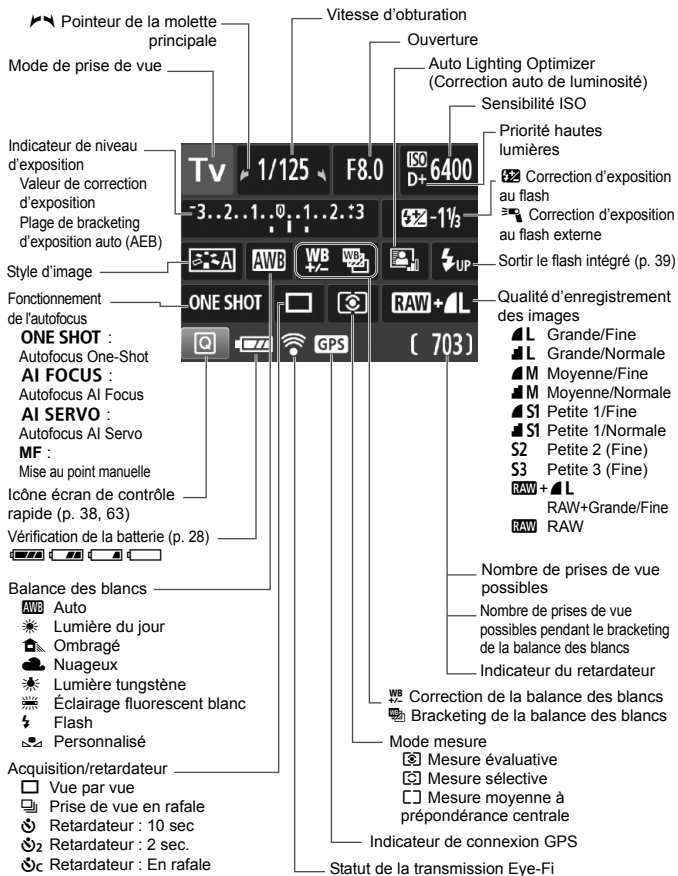 Pointeur de la molette
principale
Vitesse d'obturation
Ouverture
Mode de prise de vue
Auto Lighting Optimizer
(Correction auto de luminosité)
Sensibilité ISO
Priorité hautes
lumières
Indicateur de niveau
d'exposition
Valeur de correction
d'exposition
Plage de bracketing
d'exposition auto (AEB)
Tv 1/125 F8.0 ISO D+ 6400
-3..2..1..0..1..2.+3 -1⅓
A AWB WB +/- WB UP
ONE SHOT RAW+L
Q GPS ( 703)
Correction d'exposition
au flash
Correction d'exposition
au flash externe
Sortir le flash intégré (p. 39)
Style d'image
Fonctionnement
de l'autofocus
ONE SHOT :
Autofocus One-Shot
AI FOCUS :
Autofocus AI Focus
AI SERVO :
Autofocus AI Servo
MF :
Mise au point manuelle
Qualité d'enregistrement
des images
L Grande/Fine
L Grande/Normale
M Moyenne/Fine
M Moyenne/Normale
S1 Petite 1/Fine
S1 Petite 1/Normale
S2 Petite 2 (Fine)
S3 Petite 3 (Fine)
RAW+L
RAW+Grande/Fine
RAW RAW
Icône écran de contrôle
rapide (p. 38, 63)
Q
Vérification de la batterie (p. 28)
Nombre de prises de vue
possibles
Nombre de prises de vue
possibles pendant le bracketing
de la balance des blancs
Indicateur du retardateur
Balance des blancs
AWB Auto
Lumière du jour
Ombragé
Nuageux
Lumière tungstène
Éclairage fluorescent blanc
Flash
Personnalisé
WB +/- Correction de la balance des blancs
WB Bracketing de la balance des blancs
Mode mesure
Mesure évaluative
Mesure sélective
Mesure moyenne à
prépondérance centrale
Acquisition/retardateur
Vue par vue
Prise de vue en rafale
Retardateur : 10 sec
2 Retardateur : 2 sec.
C Retardateur : En rafale
Indicateur de connexion GPS
Statut de la transmission Eye-Fi